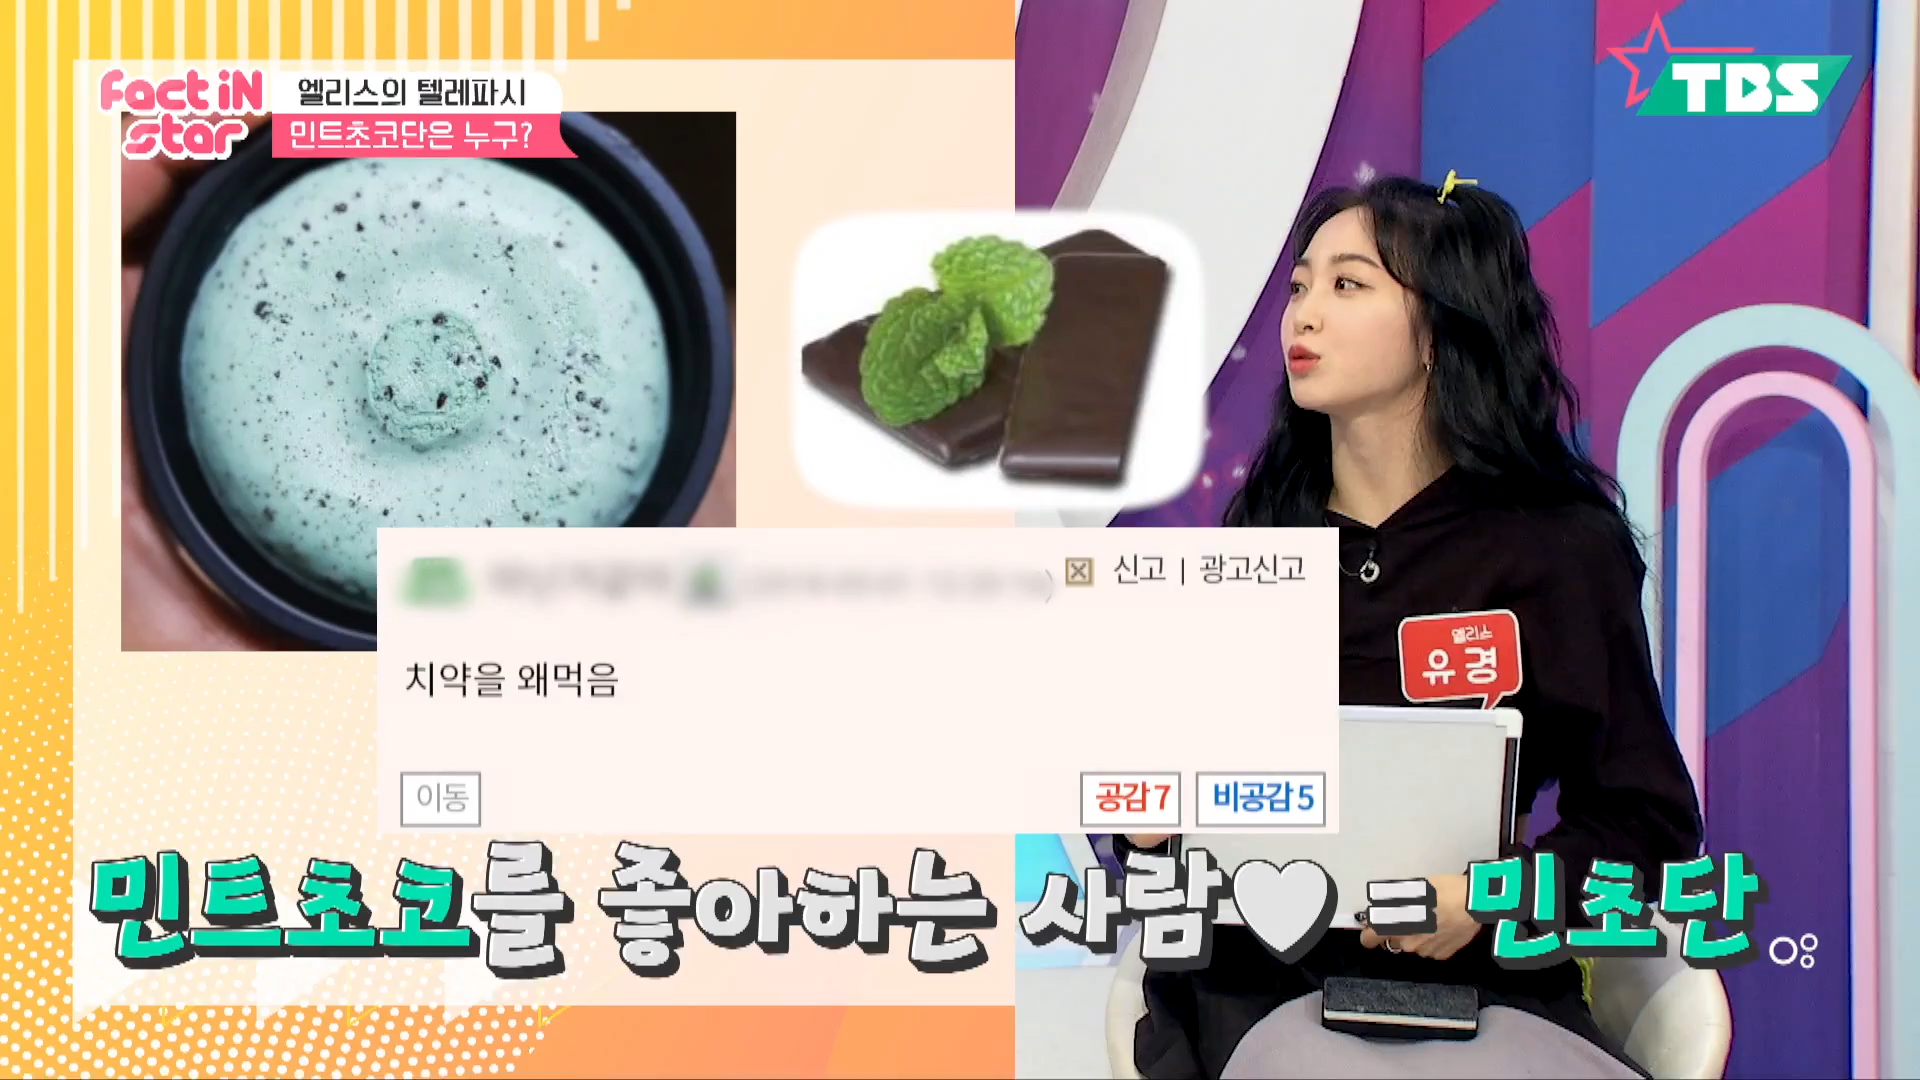 Fact iN
star
엘리스의 텔레파시
민트초코단은 누구?
TBS
신고 | 광고신고
치약을 왜먹음
이동
공감 7
비공감 5
엘리스
유경
민트초코를 좋아하는 사람♥ = 민초단